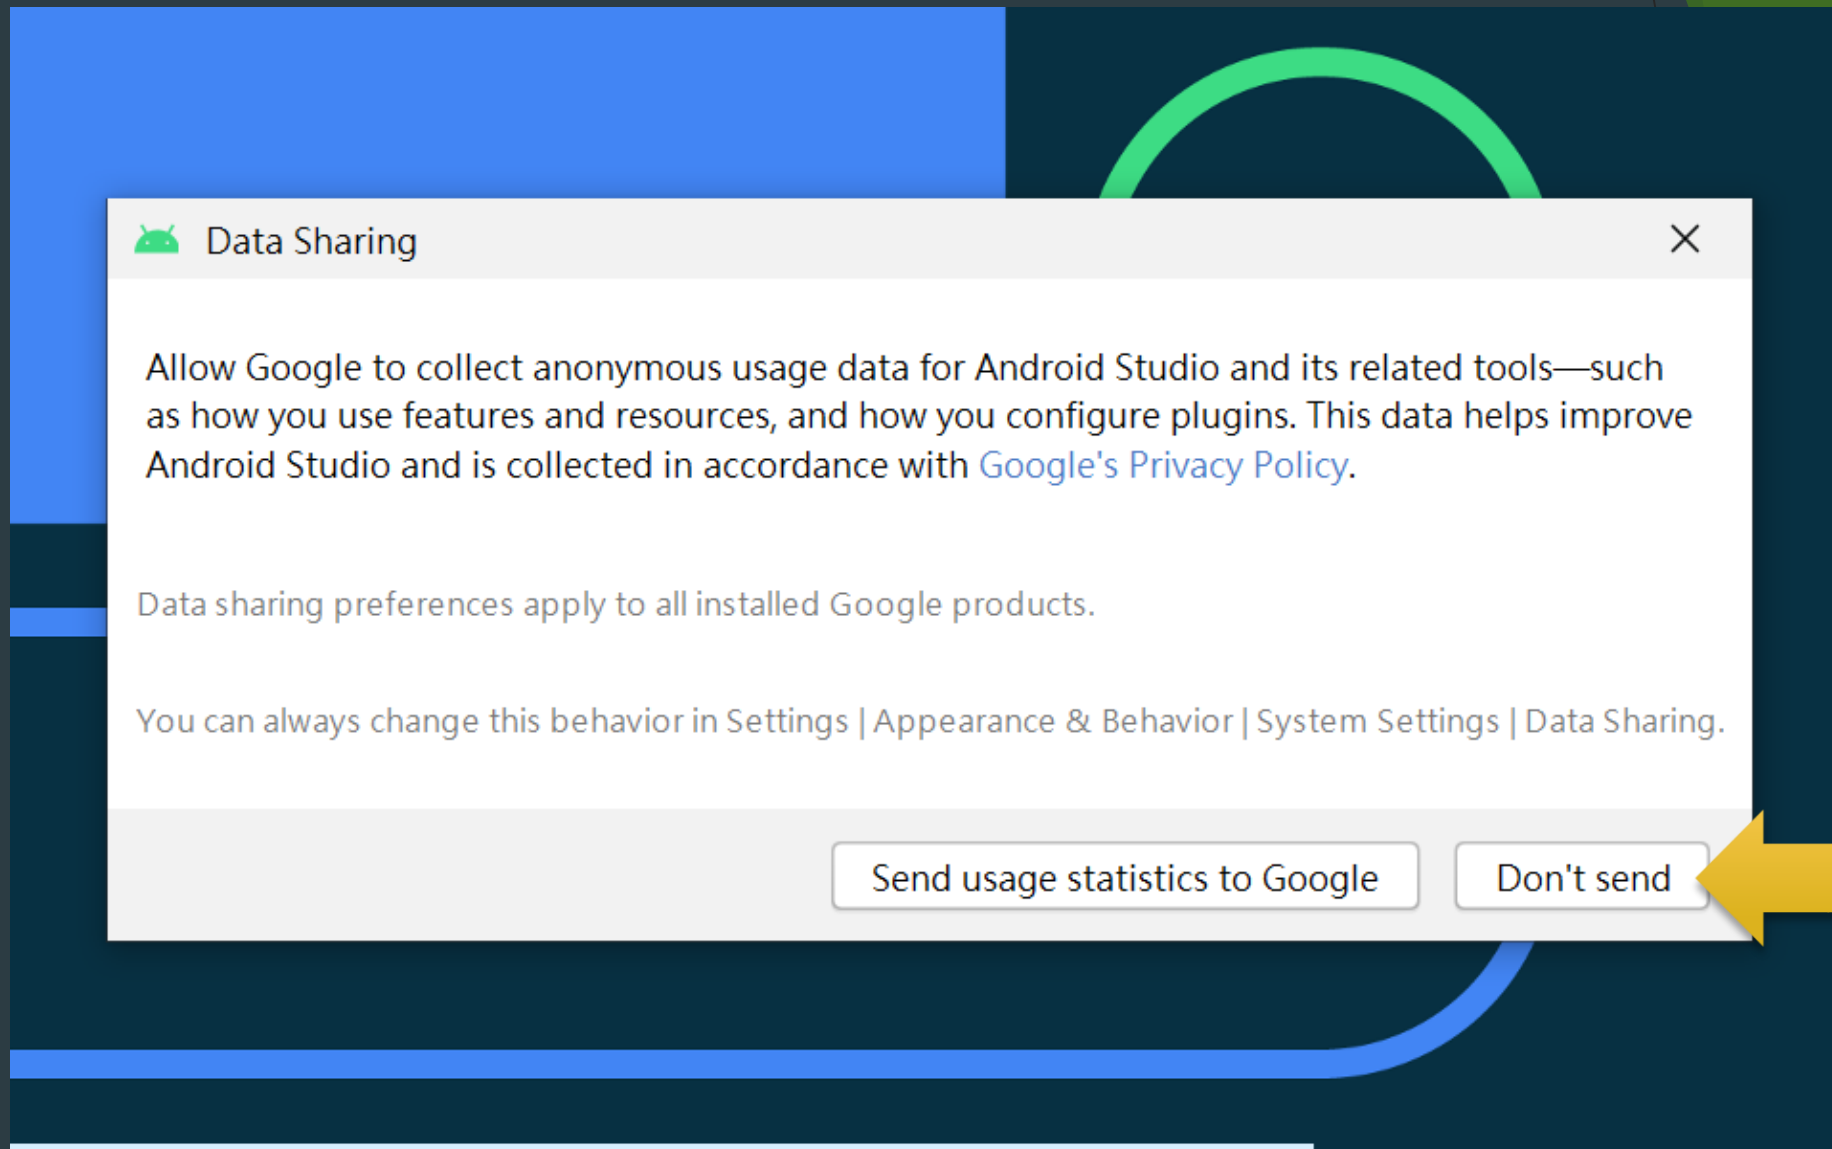 Data Sharing
Allow Google to collect anonymous usage data for Android Studio and its related tools—such
as how you use features and resources, and how you configure plugins. This data helps improve
Android Studio and is collected in accordance with Google's Privacy Policy.
Data sharing preferences apply to all installed Google products.
You can always change this behavior in Settings | Appearance & Behavior | System Settings | Data Sharing.
Send usage statistics to Google
Don't send